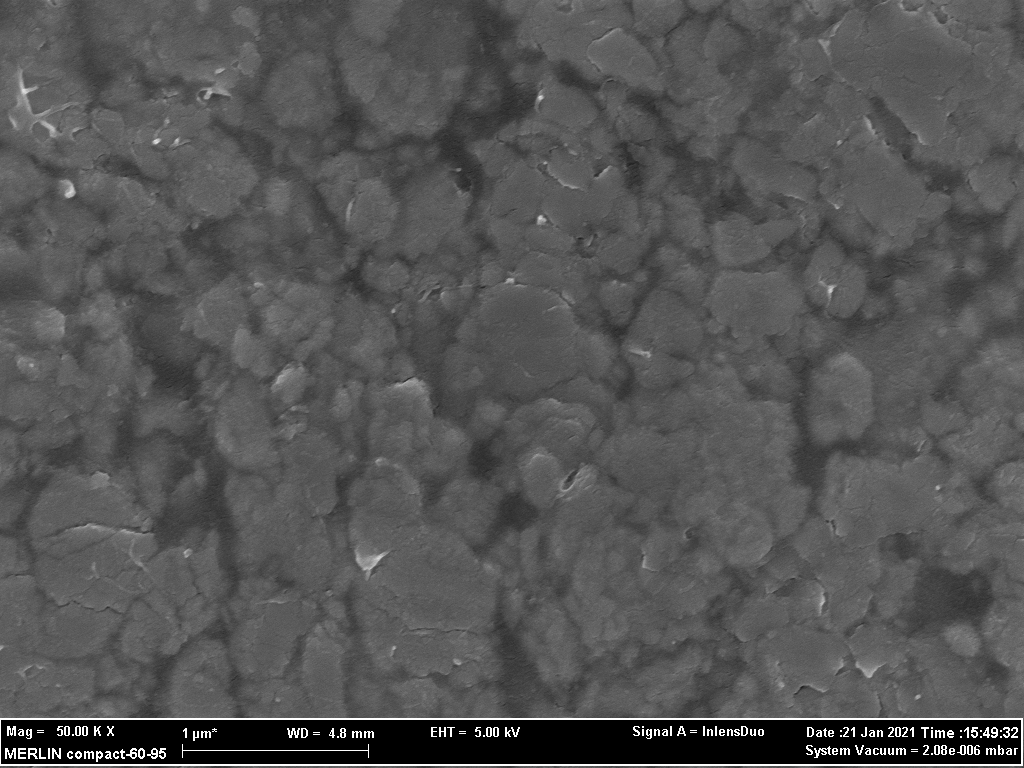 Mag = 50.00 K X 1 µm* WD = 4.8 mm EHT = 5.00 kV Signal A = InlensDuo Date :21 Jan 2021 Time :15:49:32
MERLIN compact-60-95 System Vacuum = 2.08e-006 mbar